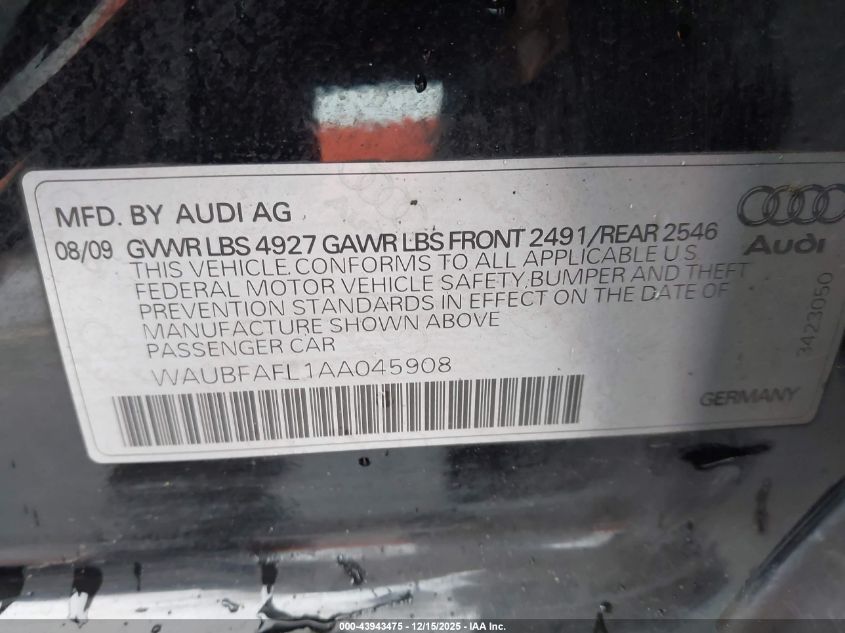 MFD. BY AUDI AG
08/09 GVWR LBS 4927 GAWR LBS FRONT 2491/REAR 2546
THIS VEHICLE CONFORMS TO ALL APPLICABLE U.S.
FEDERAL MOTOR VEHICLE SAFETY, BUMPER AND THEFT
PREVENTION STANDARDS IN EFFECT ON THE DATE OF
MANUFACTURE SHOWN ABOVE
PASSENGER CAR
WAUBFAFL1AA045908
Audi
3423050
GERMANY
000-43943475 - 12/15/2025 - IAA Inc.